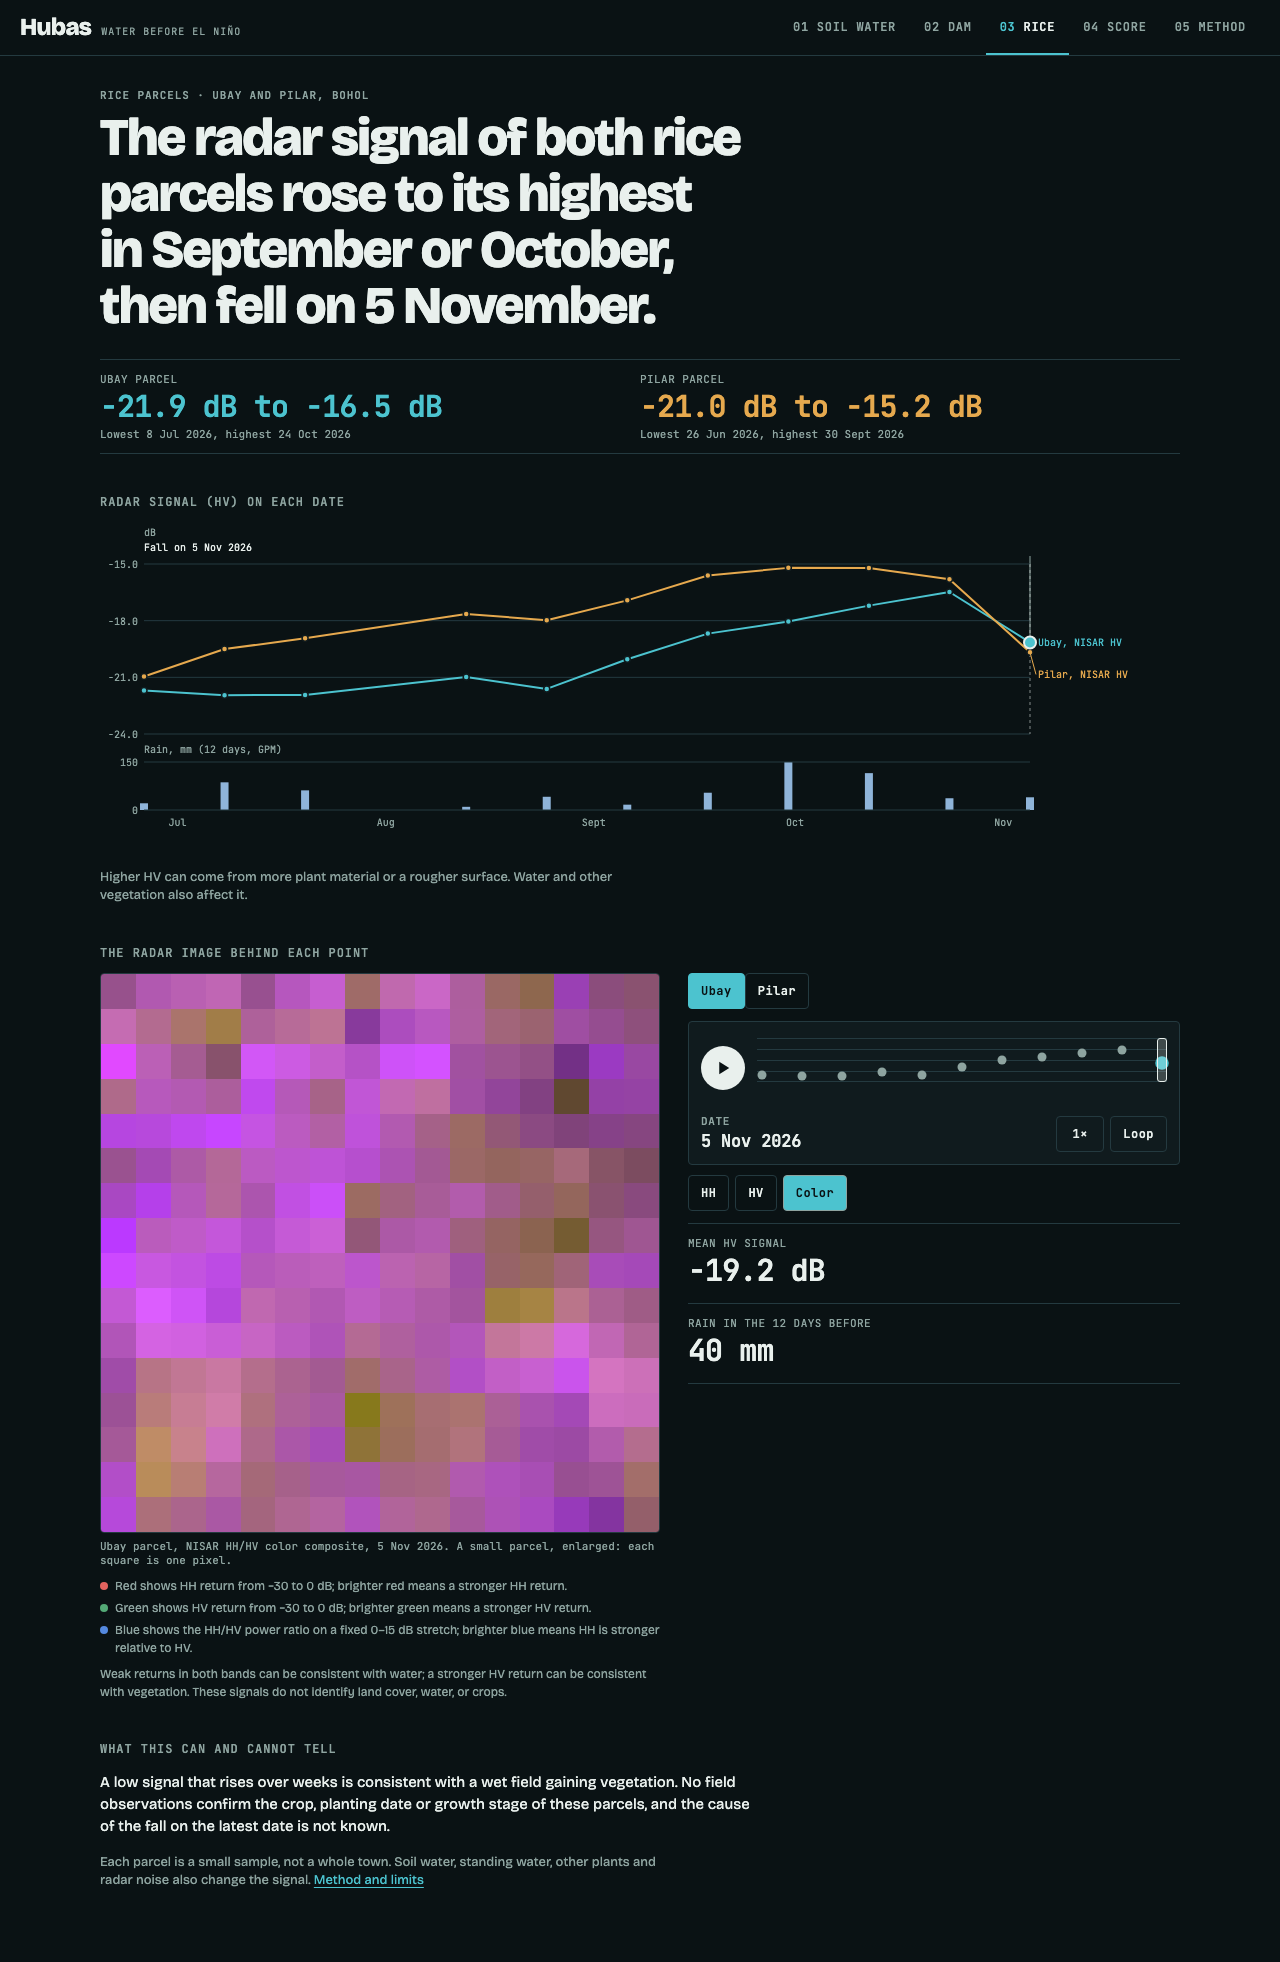 Hubas WATER BEFORE EL NIÑO
01 SOIL WATER 02 DAM 03 RICE 04 SCORE 05 METHOD
RICE PARCELS · UBAY AND PILAR, BOHOL
The radar signal of both rice
parcels rose to its highest
in September or October,
then fell on 5 November.
UBAY PARCEL
-21.9 dB to -16.5 dB
Lowest 8 Jul 2026, highest 24 Oct 2026
PILAR PARCEL
-21.0 dB to -15.2 dB
Lowest 26 Jun 2026, highest 30 Sept 2026
RADAR SIGNAL (HV) ON EACH DATE
dB
Fall on 5 Nov 2026
-15.0
-18.0
Ubay, NISAR HV
Pilar, NISAR HV
-21.0
-24.0
Rain, mm (12 days, GPM)
150
0
Jul Aug Sept Oct Nov
Higher HV can come from more plant material or a rougher surface. Water and other
vegetation also affect it.
THE RADAR IMAGE BEHIND EACH POINT
Ubay Pilar
DATE
5 Nov 2026
1× Loop
HH HV Color
MEAN HV SIGNAL
-19.2 dB
RAIN IN THE 12 DAYS BEFORE
40 mm
Ubay parcel, NISAR HH/HV color composite, 5 Nov 2026. A small parcel, enlarged: each
square is one pixel.
Red shows HH return from -30 to 0 dB; brighter red means a stronger HH return.
Green shows HV return from -30 to 0 dB; brighter green means a stronger HV return.
Blue shows the HH/HV power ratio on a fixed 0–15 dB stretch; brighter blue means HH is stronger
relative to HV.
Weak returns in both bands can be consistent with water; a stronger HV return can be consistent
with vegetation. These signals do not identify land cover, water, or crops.
WHAT THIS CAN AND CANNOT TELL
A low signal that rises over weeks is consistent with a wet field gaining vegetation. No field
observations confirm the crop, planting date or growth stage of these parcels, and the cause
of the fall on the latest date is not known.
Each parcel is a small sample, not a whole town. Soil water, standing water, other plants and
radar noise also change the signal. Method and limits